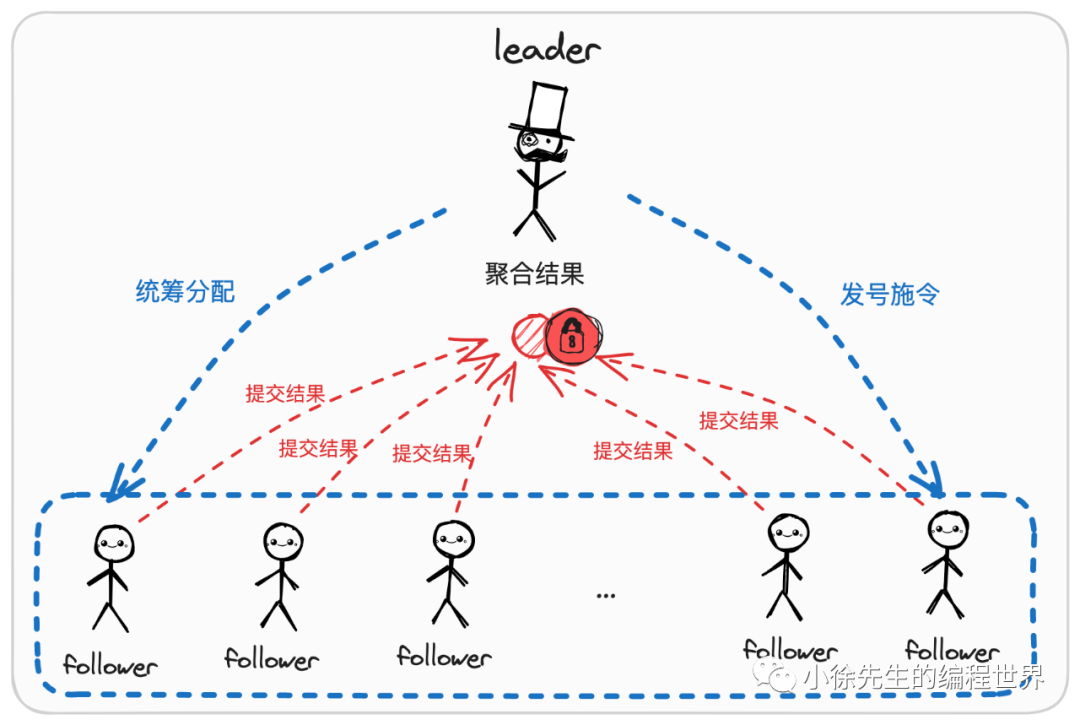 leader
聚合结果
统筹分配
发号施令
提交结果
提交结果
提交结果
提交结果
提交结果
...
follower
follower
follower
follower
follower
小徐先生的编程世界